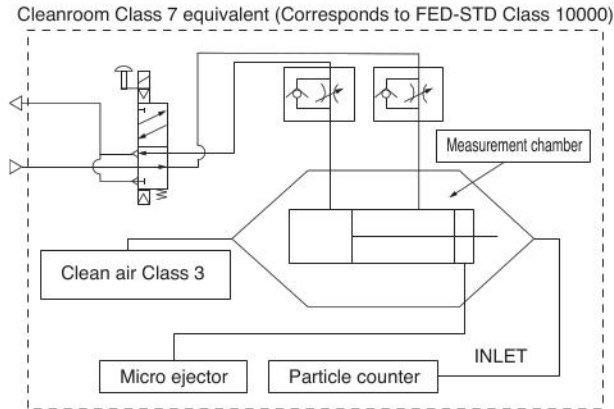 Cleanroom Class 7 equivalent (Corresponds to FED-STD Class 10000)
Measurement chamber
Clean air Class 3
INLET
Micro ejector
Particle counter